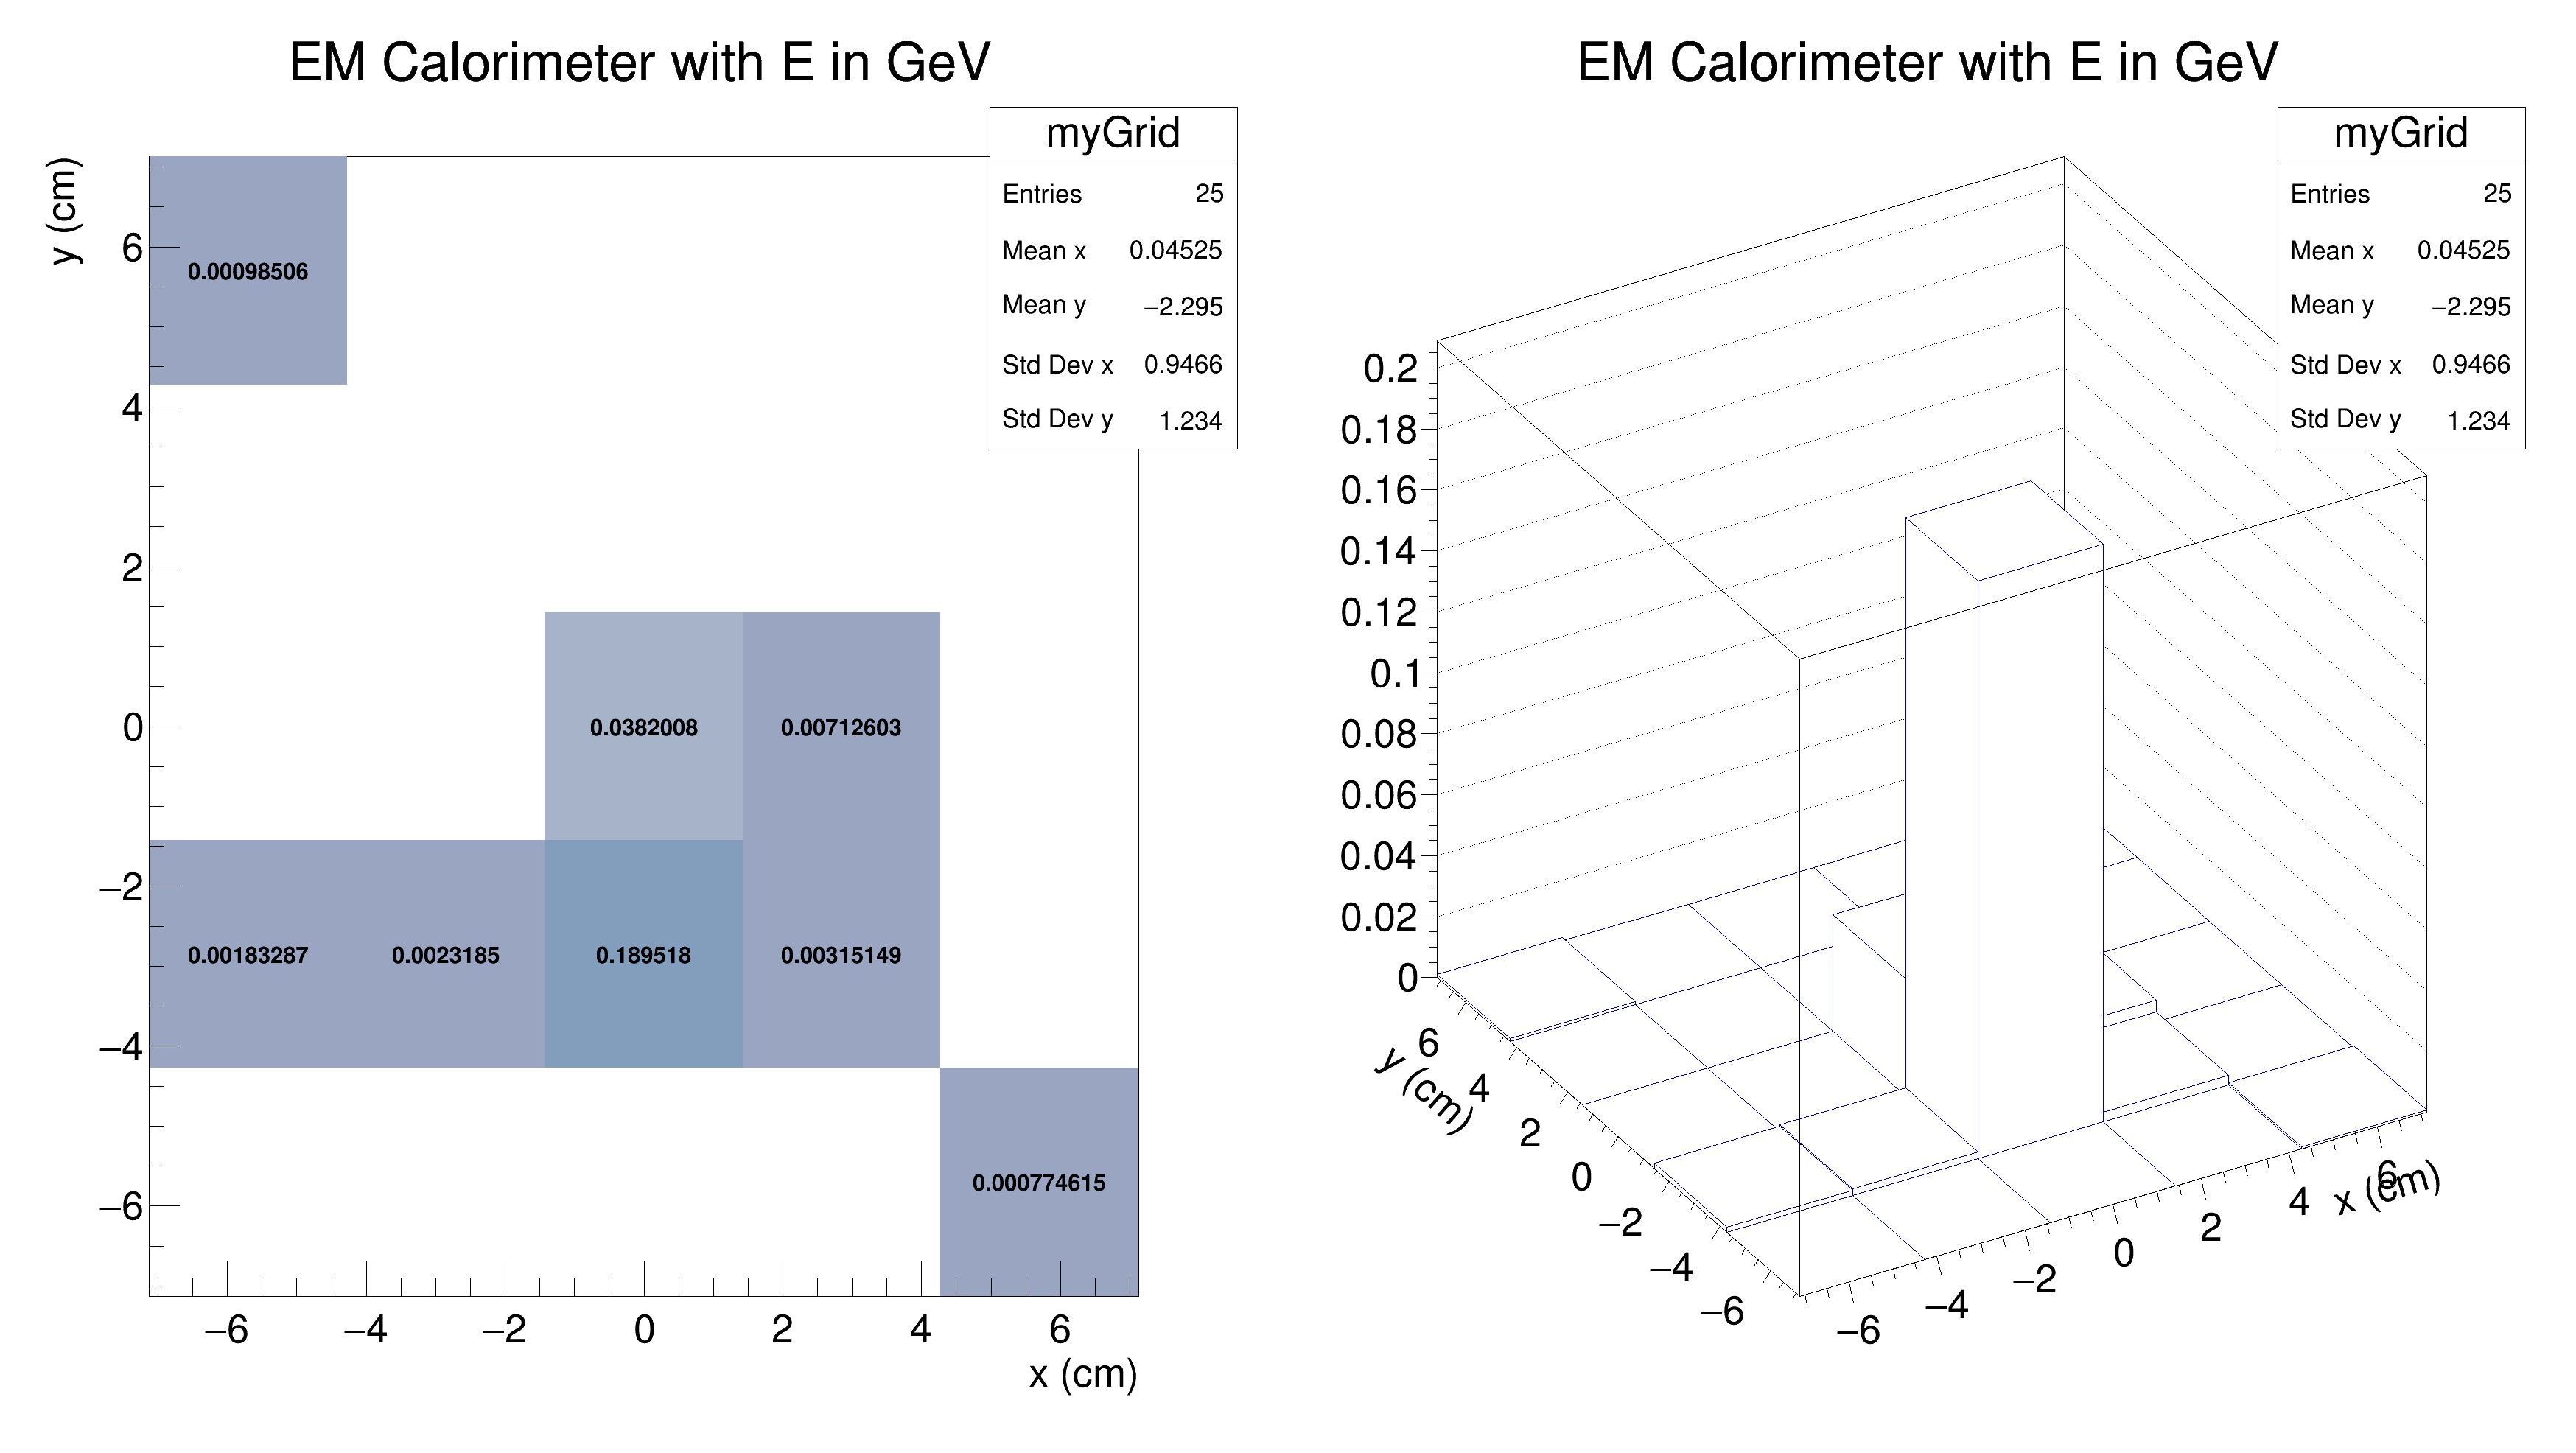 EM Calorimeter with E in GeV
myGrid
Entries 25
Mean x 0.04525
Mean y −2.295
Std Dev x 0.9466
Std Dev y 1.234
y (cm)
6
4
2
0
−2
−4
−6
0.00098506
0.0382008 0.00712603
0.00183287 0.0023185 0.189518 0.00315149
0.000774615
−6 −4 −2 0 2 4 6
x (cm)
EM Calorimeter with E in GeV
myGrid
Entries 25
Mean x 0.04525
Mean y −2.295
Std Dev x 0.9466
Std Dev y 1.234
0.2
0.18
0.16
0.14
0.12
0.1
0.08
0.06
0.04
0.02
0
6
4
2
0
−2
−4
−6
y (cm)
−6 −4 −2 0 2 4 6
x (cm)